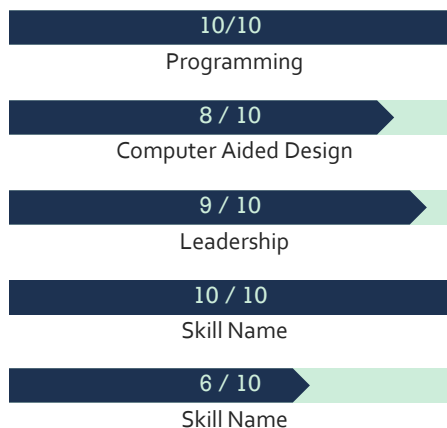 10/10
Programming
8 / 10
Computer Aided Design
9 / 10
Leadership
10 / 10
Skill Name
6 / 10
Skill Name